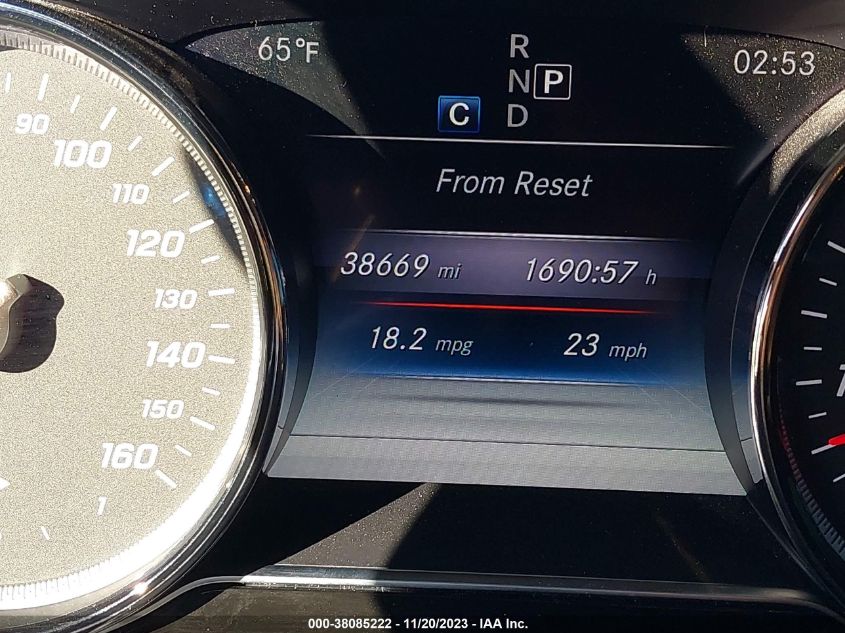 65°F
R
02:53
N P
C D
From Reset
38669 mi 1690:57 h
18.2 mpg 23 mph
90
100
110
120
130
140
150
160
1
000-38085222 - 11/20/2023 - IAA Inc.